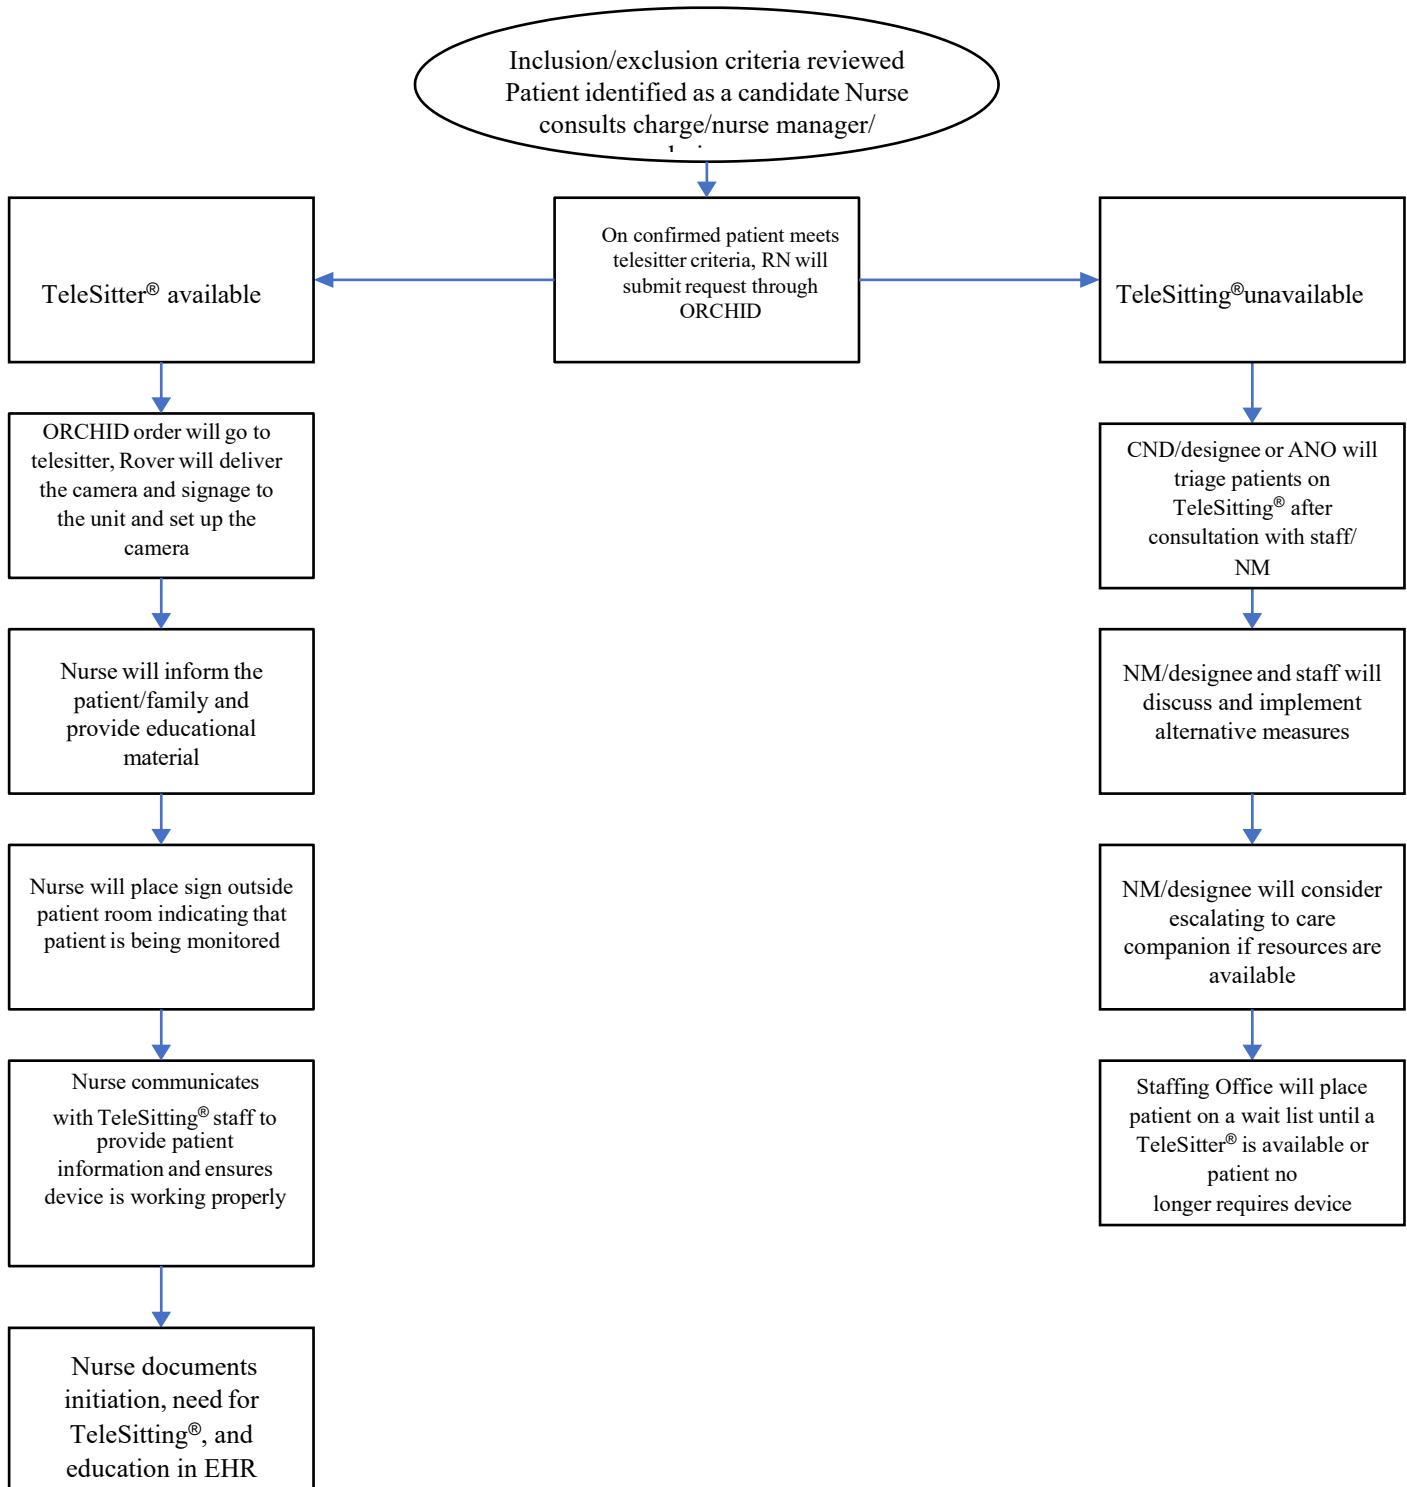 Inclusion/exclusion criteria reviewed
Patient identified as a candidate Nurse
consults charge/nurse manager/
On confirmed patient meets
telesitter criteria, RN will
submit request through
ORCHID
TeleSitter® available
ORCHID order will go to
telesitter, Rover will deliver
the camera and signage to
the unit and set up the
camera
Nurse will inform the
patient/family and
provide educational
material
Nurse will place sign outside
patient room indicating that
patient is being monitored
Nurse communicates
with TeleSitting® staff to
provide patient
information and ensures
device is working properly
Nurse documents
initiation, need for
TeleSitting®, and
education in EHR
TeleSitting®unavailable
CND/designee or ANO will
triage patients on
TeleSitting® after
consultation with staff/
NM
NM/designee and staff will
discuss and implement
alternative measures
NM/designee will consider
escalating to care
companion if resources are
available
Staffing Office will place
patient on a wait list until a
TeleSitter® is available or
patient no
longer requires device